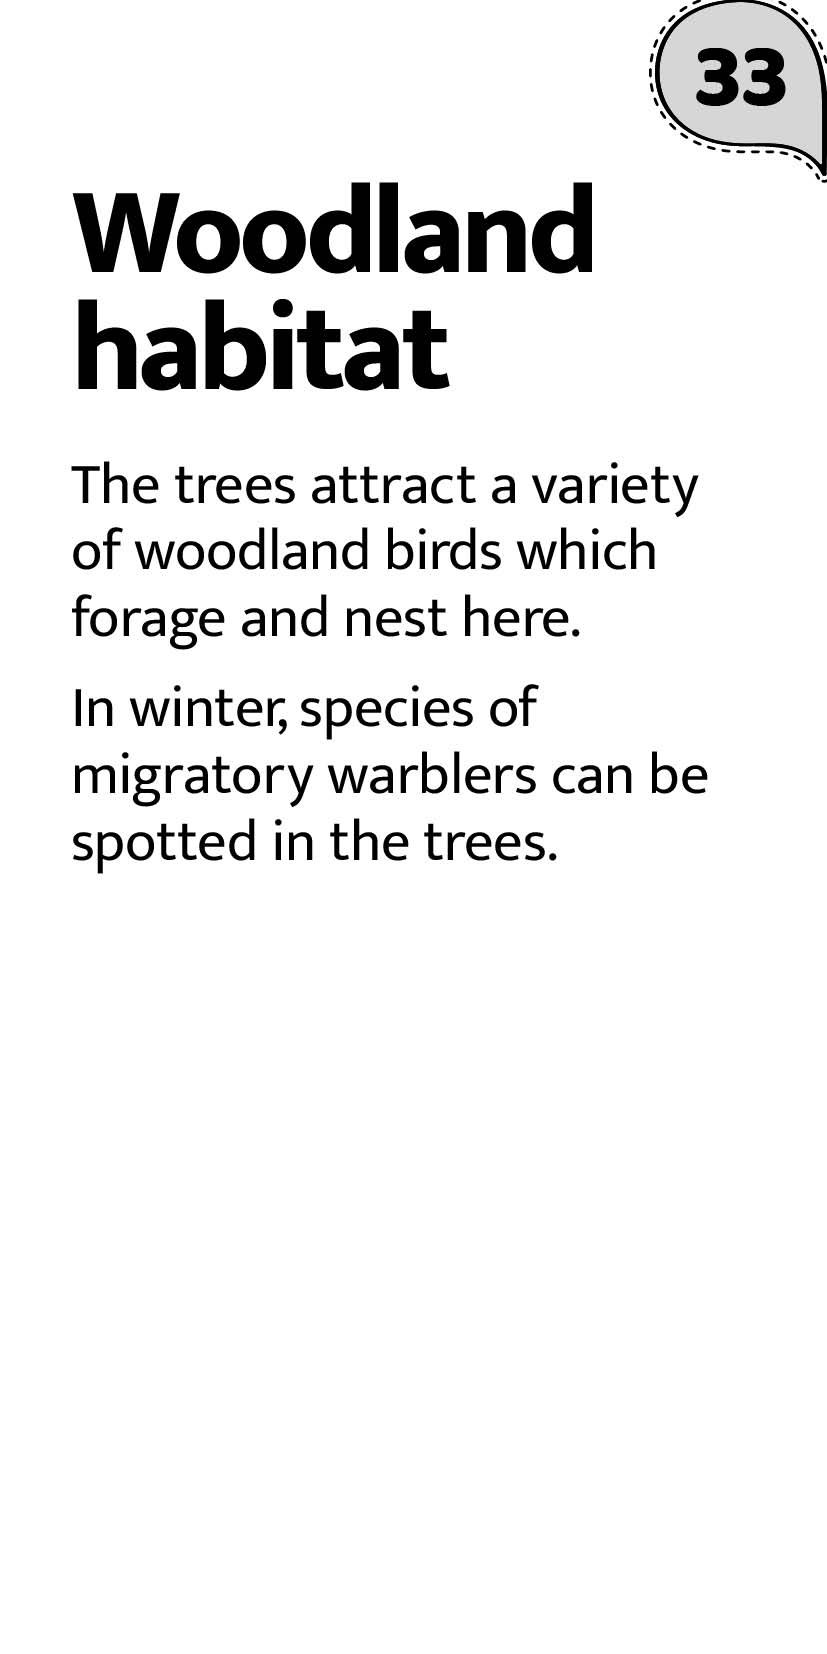 33
Woodland
habitat
The trees attract a variety
of woodland birds which
forage and nest here.
In winter, species of
migratory warblers can be
spotted in the trees.